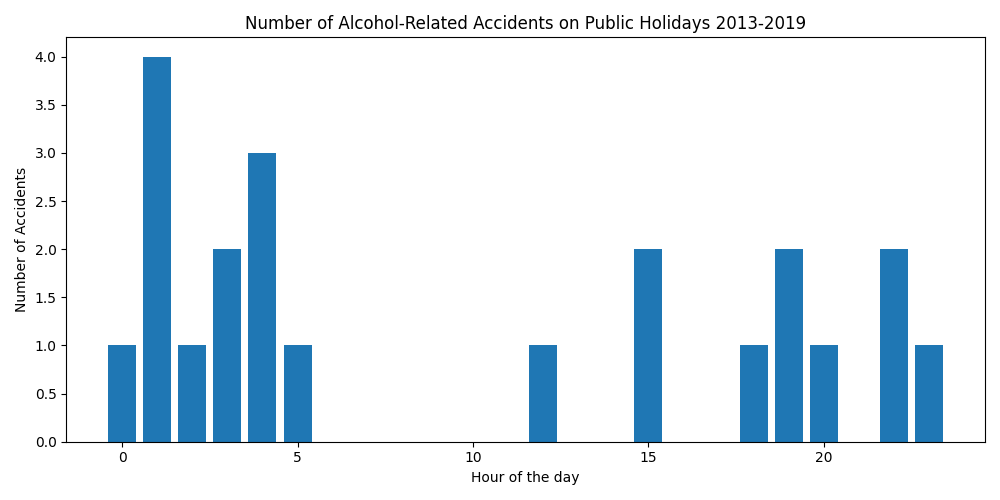 Number of Alcohol-Related Accidents on Public Holidays 2013-2019
4.0
3.5
3.0
2.5
2.0
1.5
1.0
0.5
0.0
Number of Accidents
0 5 10 15 20
Hour of the day